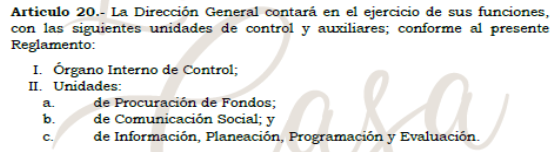 Artículo 20.- La Dirección General contará en el ejercicio de sus funciones,
con las siguientes unidades de control y auxiliares; conforme al presente
Reglamento:
I. Órgano Interno de Control;
II. Unidades:
a. de Procuración de Fondos;
b. de Comunicación Social; y
c. de Información, Planeación, Programación y Evaluación.
Casa